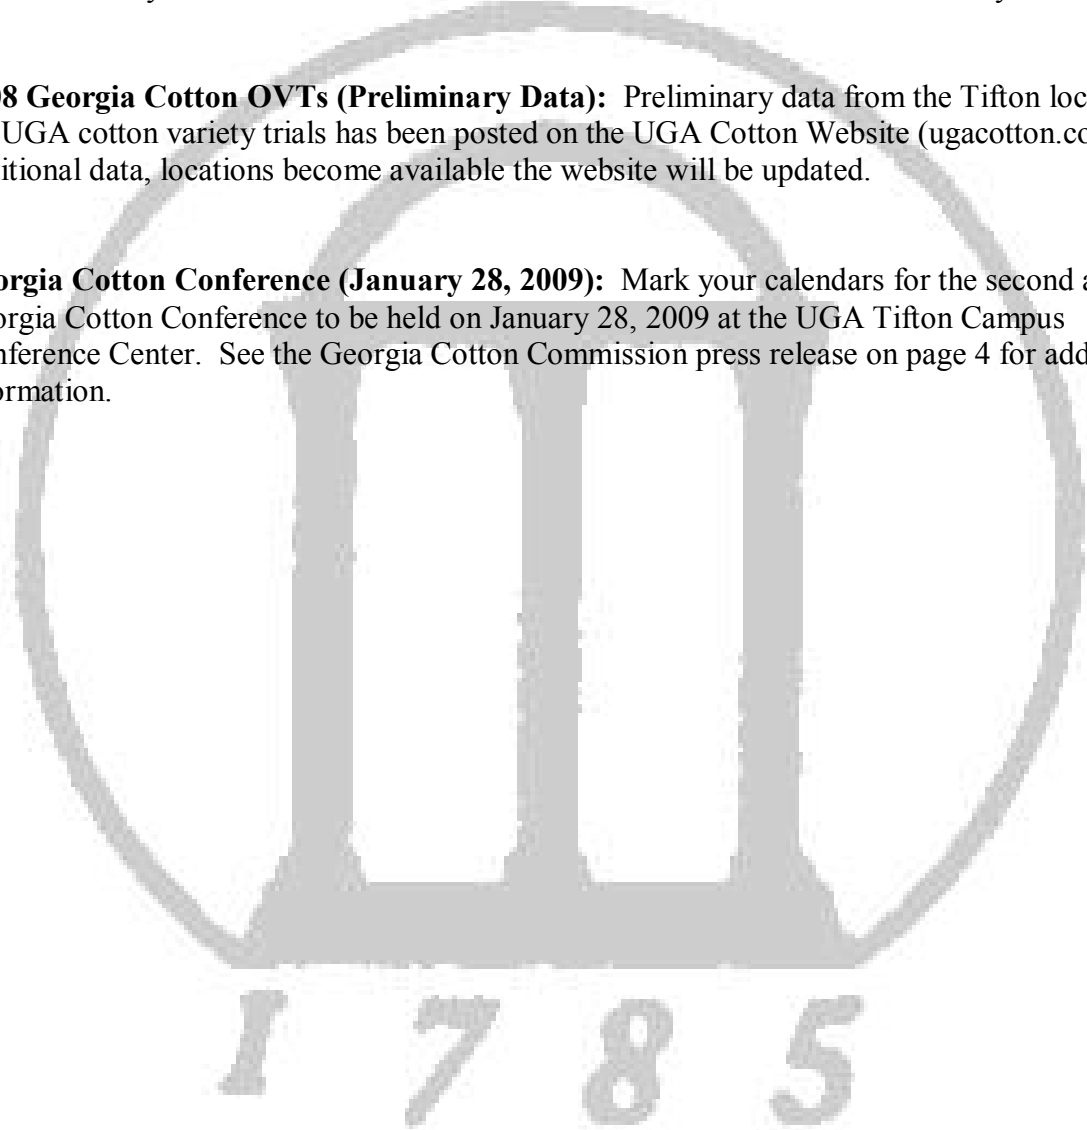 8 Georgia Cotton OVTs (Preliminary Data): Preliminary data from the Tifton loc
UGA cotton variety trials has been posted on the UGA Cotton Website (ugacotton.co
itional data, locations become available the website will be updated.
orgia Cotton Conference (January 28, 2009): Mark your calendars for the second a
orgia Cotton Conference to be held on January 28, 2009 at the UGA Tifton Campus
nference Center. See the Georgia Cotton Commission press release on page 4 for add
ormation.
1785